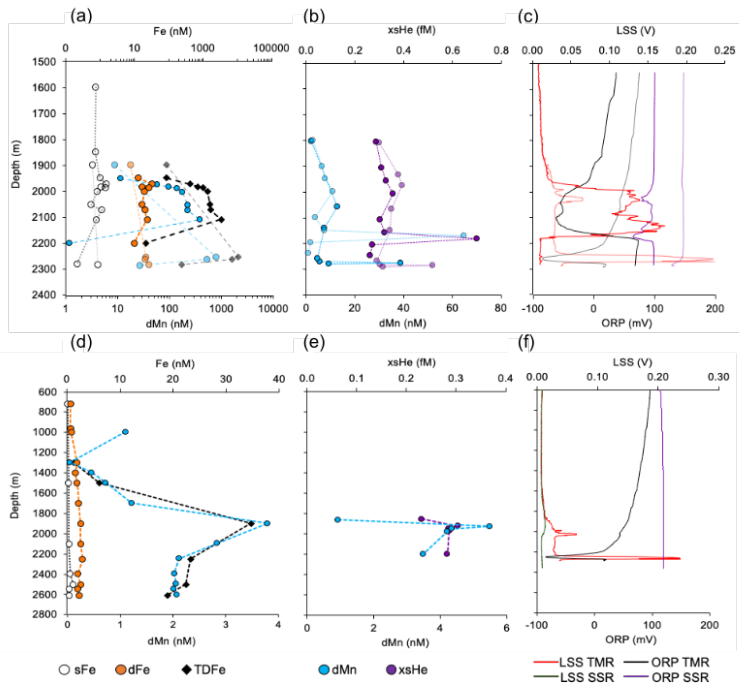 (a) (b) (c)
Fe (nM) xsHe (fM) LSS (V)
1 10 1000 100000 0.0 0.2 0.4 0.6 0.8 0.00 0.05 0.10 0.15 0.20
1500
1600
1700
1800
1900
2000
2100
2200
2300
2400
Depth (m)
1 10 100 1000 10000 0 20 40 60 80 -100 0 100 200
dMn (nM) dMn (nM) ORP (mV)
(d) (e) (f)
Fe (nM) xsHe (fM) LSS (V)
0 10 20 30 40 0.0 0.1 0.2 0.3 0.4 0.00 0.10 0.20 0.30
600
800
1000
1200
1400
1600
1800
2000
2200
2400
2600
2800
Depth (m)
0 1 2 3 4 0 2 4 6 -100 0 100 200
dMn (nM) dMn (nM) ORP (mV)
sFe dFe TDFe dMn xsHe LSS TMR ORP TMR
LSS SSR ORP SSR